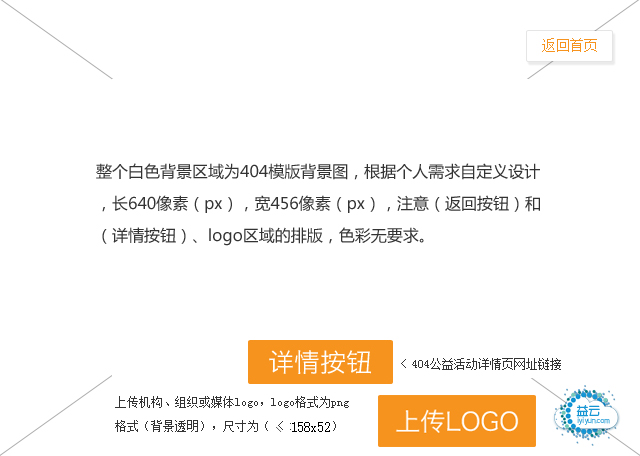 返回首页
整个白色背景区域为404模版背景图，根据个人需求自定义设计
，长640像素（px），宽456像素（px），注意（返回按钮）和
（详情按钮）、logo区域的排版，色彩无要求。
详情按钮
< 404公益活动详情页网址链接
上传机构、组织或媒体logo，logo格式为png
格式（背景透明），尺寸为（ <:158x52）
上传LOGO
益云
iyiyun.com